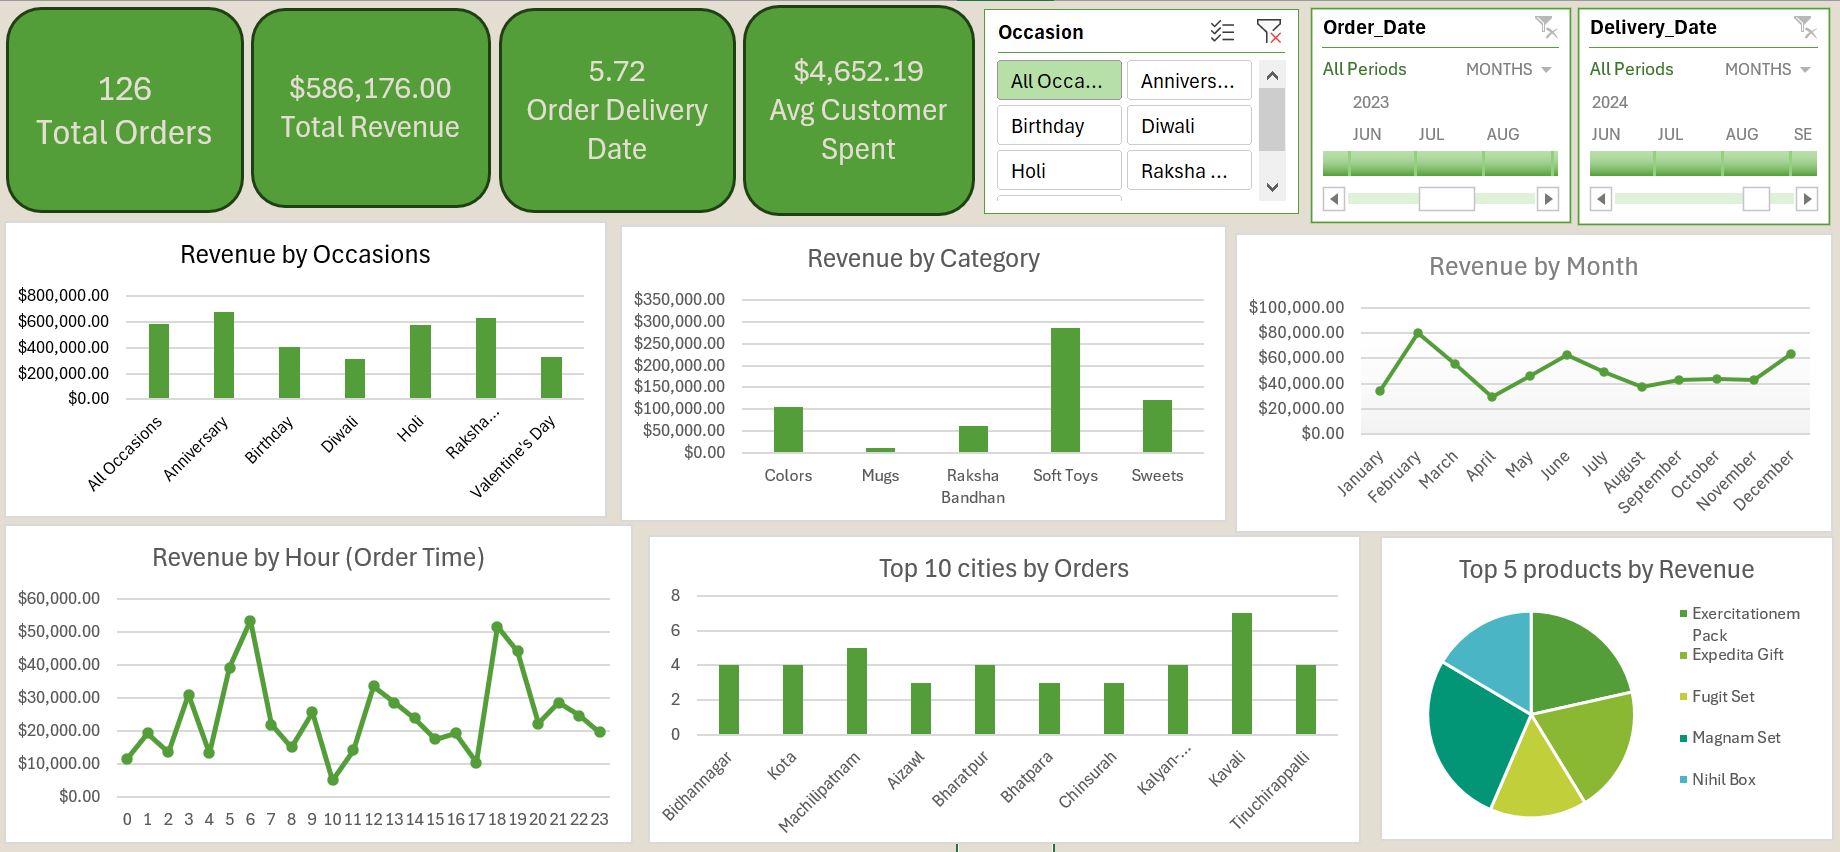 126
Total Orders
$586,176.00
Total Revenue
5.72
Order Delivery
Date
$4,652.19
Avg Customer
Spent
Occasion
All Occa...
Annivers...
Birthday
Diwali
Holi
Raksha ...
Order_Date
All Periods
MONTHS
2023
JUN JUL AUG
Delivery_Date
All Periods
MONTHS
2024
JUN JUL AUG SE
Revenue by Occasions
$800,000.00
$600,000.00
$400,000.00
$200,000.00
$0.00
All Occasions
Anniversary
Birthday
Diwali
Holi
Raksha...
Valentine's Day
Revenue by Category
$350,000.00
$300,000.00
$250,000.00
$200,000.00
$150,000.00
$100,000.00
$50,000.00
$0.00
Colors
Mugs
Raksha
Bandhan
Soft Toys
Sweets
Revenue by Month
$100,000.00
$80,000.00
$60,000.00
$40,000.00
$20,000.00
$0.00
January
February
March
April
May
June
July
August
September
October
November
December
Revenue by Hour (Order Time)
$60,000.00
$50,000.00
$40,000.00
$30,000.00
$20,000.00
$10,000.00
$0.00
0 1 2 3 4 5 6 7 8 9 10 11 12 13 14 15 16 17 18 19 20 21 22 23
Top 10 cities by Orders
8
6
4
2
0
Bidhannagar
Kota
Machilipatnam
Aizawl
Bharatpur
Bhatpara
Chinsurah
Kalyan-...
Kavali
Tiruchirappalli
Top 5 products by Revenue
Exercitationem
Pack
Expedita Gift
Fugit Set
Magnam Set
Nihil Box